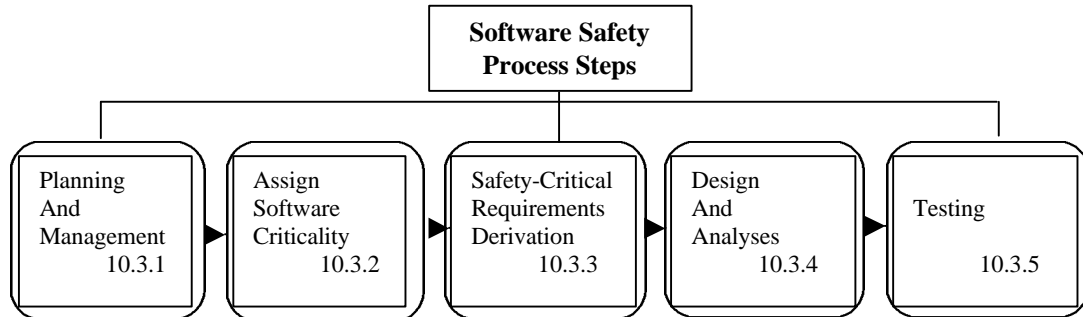 Software Safety
Process Steps
Planning
And
Management
10.3.1
Assign
Software
Criticality
10.3.2
Safety-Critical
Requirements
Derivation
10.3.3
Design
And
Analyses
10.3.4
Testing
10.3.5